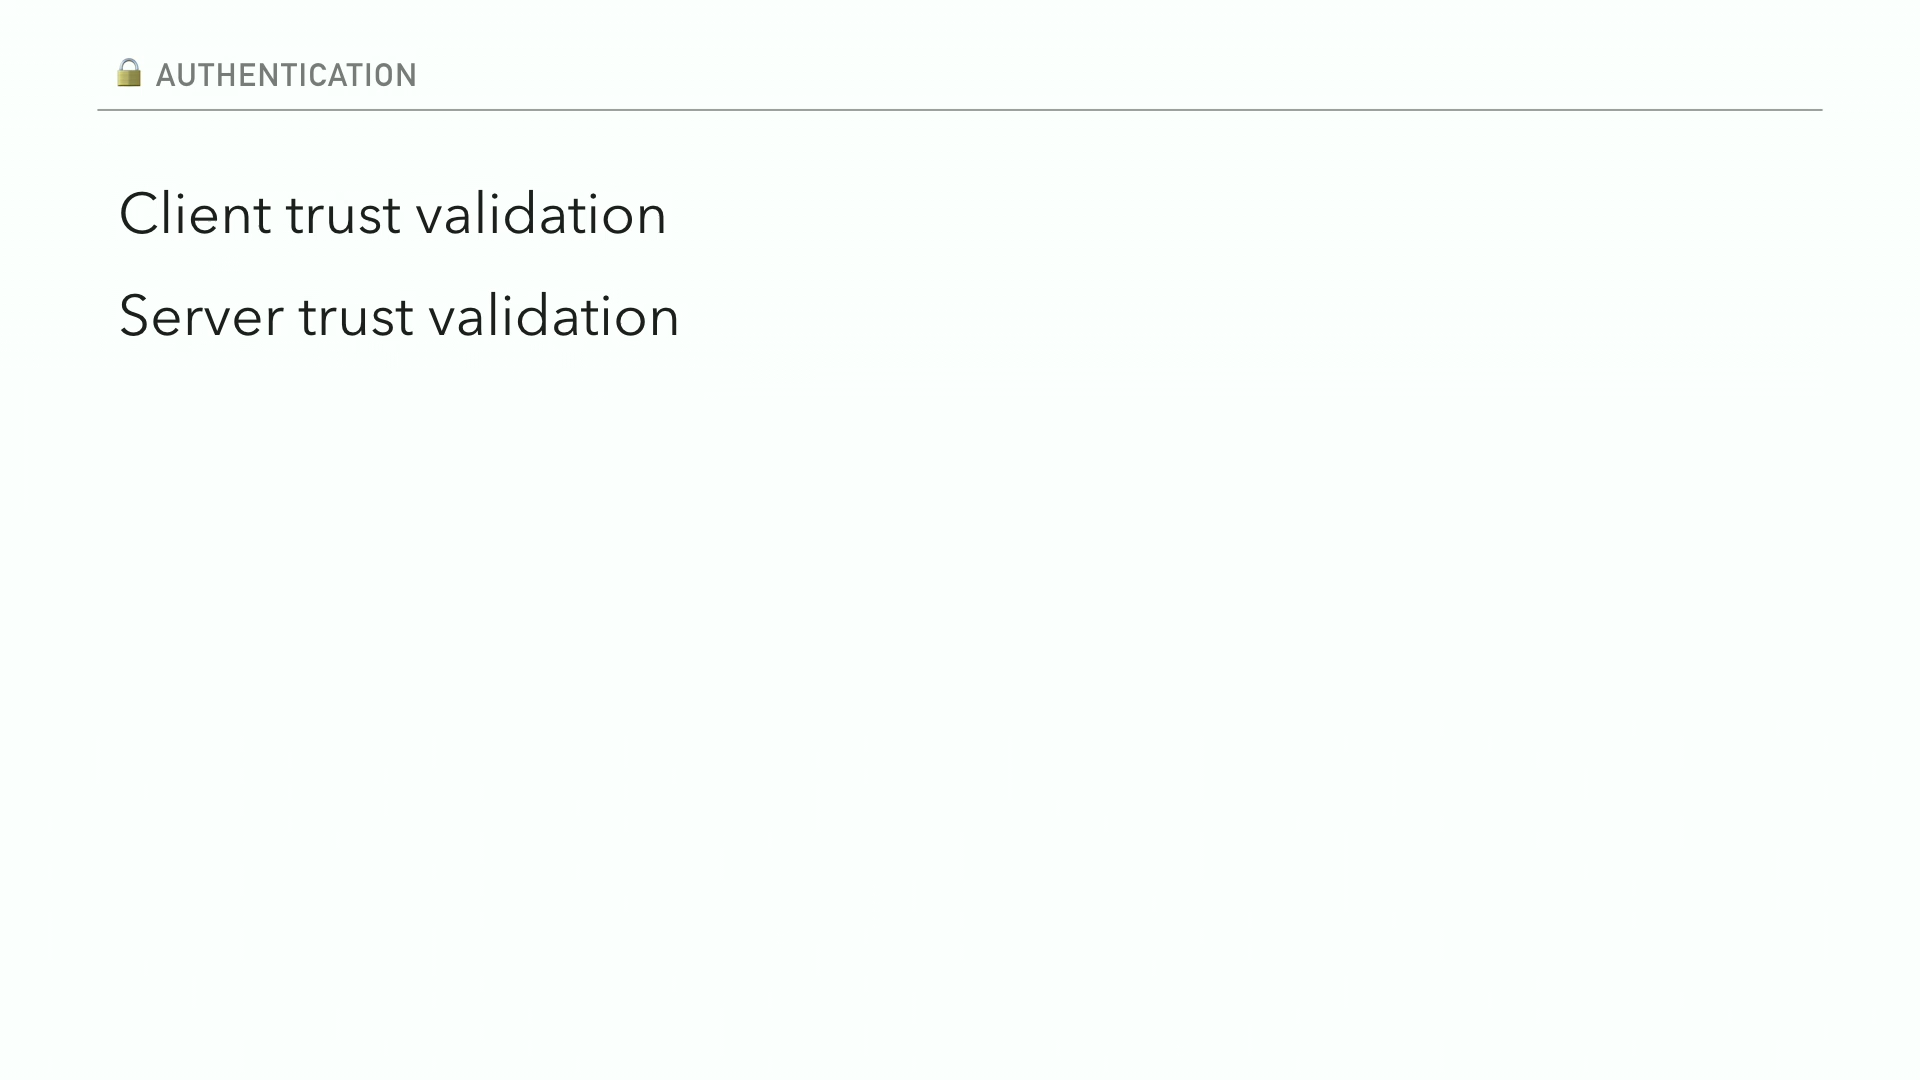 🔒 AUTHENTICATION
Client trust validation
Server trust validation